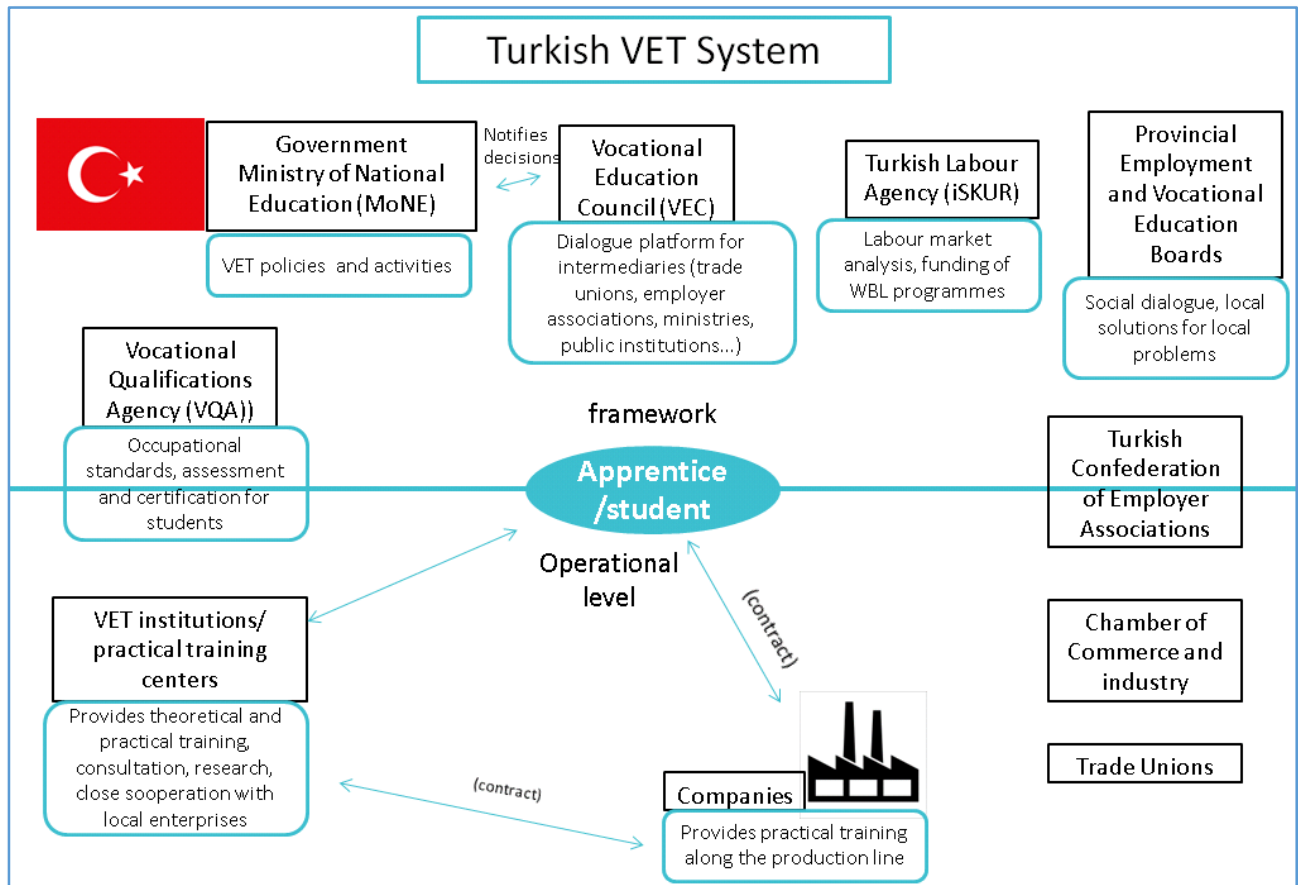 Turkish VET System
Government
Ministry of National
Education (MoNE)
VET policies  and activities
Notifies
decisions
Vocational
Education
Council (VEC)
Dialogue platform for
intermediaries (trade
unions, employer
associations, ministries,
public institutions...)
Turkish Labour
Agency (iSKUR)
Labour market
analysis, funding of
WBL programmes
Provincial
Employment
and Vocational
Education
Boards
Social dialogue, local
solutions for local
problems
Vocational
Qualifications
Agency (VQA))
Occupational
standards, assessment
and certification for
students
framework
Apprentice
/student
Operational
level
Turkish
Confederation
of Employer
Associations
VET institutions/
practical training
centers
Provides theoretical and
practical training,
consultation, research,
close sooperation with
local enterprises
(contract)
(contract)
Companies
Provides practical training
along the production line
Chamber of
Commerce and
industry
Trade Unions